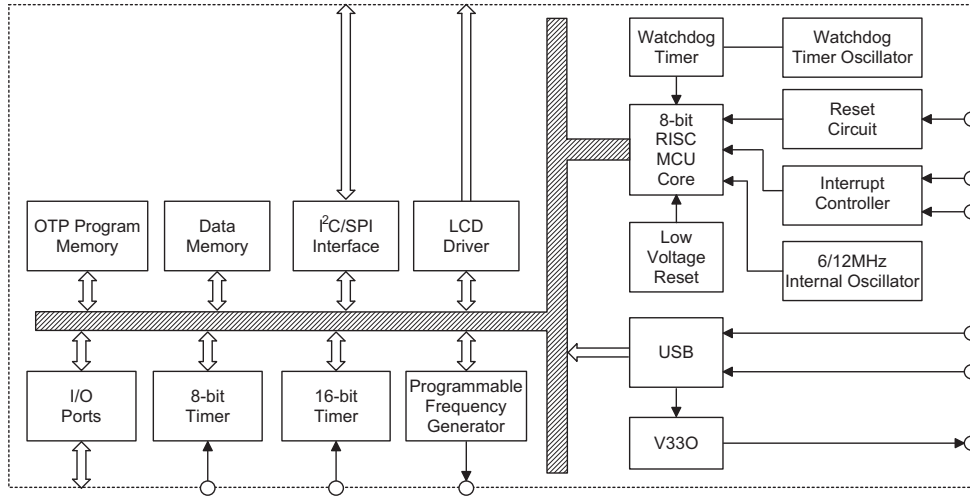 Watchdog
Timer
Watchdog
Timer Oscillator
8-bit
RISC
MCU
Core
Reset
Circuit
Interrupt
Controller
Low
Voltage
Reset
6/12MHz
Internal Oscillator
OTP Program
Memory
Data
Memory
I²C/SPI
Interface
LCD
Driver
USB
I/O
Ports
8-bit
Timer
16-bit
Timer
Programmable
Frequency
Generator
V33O